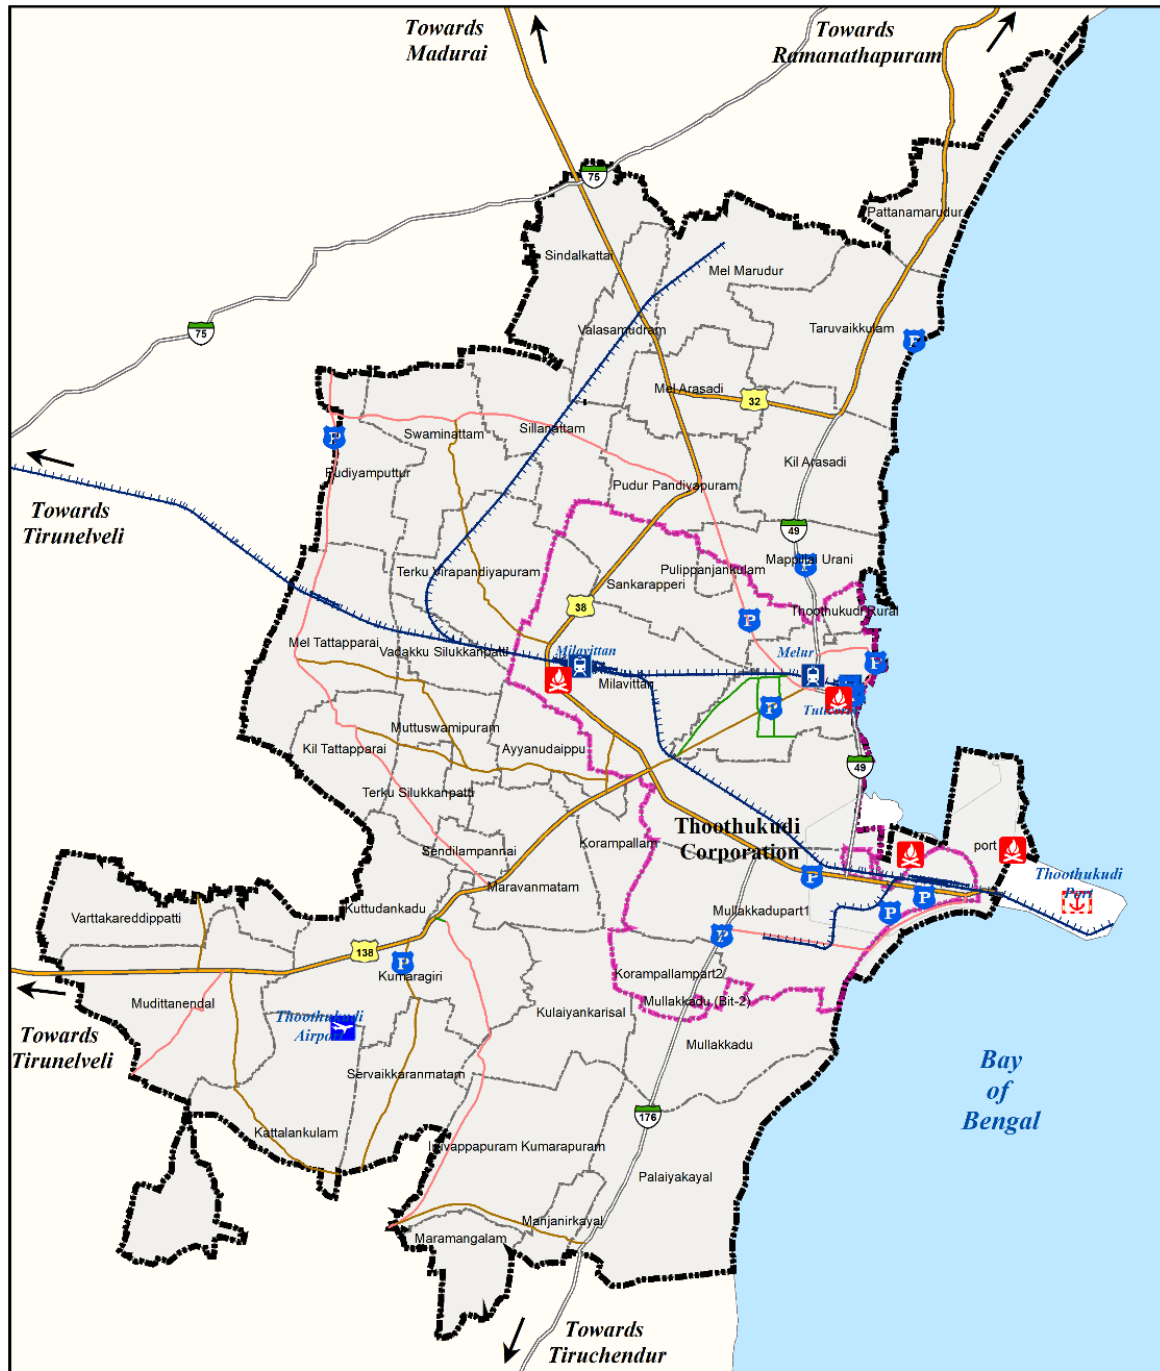 Towards
Madurai
Towards
Ramanathapuram
75
Pattanamarudur
Sindalkattai
Mel Marudur
75
Valasamudram
Taruvaikkulam
P
Mel Arasadi
32
Swaminattam
Sillanattam
P
Kil Arasadi
Pudiyamputtur
Pudur Pandiyapuram
Towards
Tirunelveli
49
Mappillai Urani
P
Pulippanjankulam
Terku Virapandiyapuram
Sankarapperi
38
Thoothukudi Rural
P
Mel Tattapparai
Vadakku Silukkanpatti
Milavittan
Melur
P
Milavittan
P
Muttuswamipuram
Kil Tattapparai
Ayyanudaippu
49
Terku Silukkanpatti
Thoothukudi
Corporation
Sendilampannai
Korampallam
port
Maravanmatam
P
Thoothukudi
Port
Varttakareddippatti
Kuttudankadu
Mullakkadupart1
P
P
P
138
P
Kumaragiri
Korampallampart2
Mudittanendal
Mullakkadu (Bit-2)
Kulaiyankarisal
Thoothukudi
Airport
Towards
Tirunelveli
Mullakkadu
Bay
of
Bengal
Servaikkaranmatam
176
Kattalankulam
Kumarapuram
Palaiyakayal
Manjanirkayal
Maramangalam
Towards
Tiruchendur